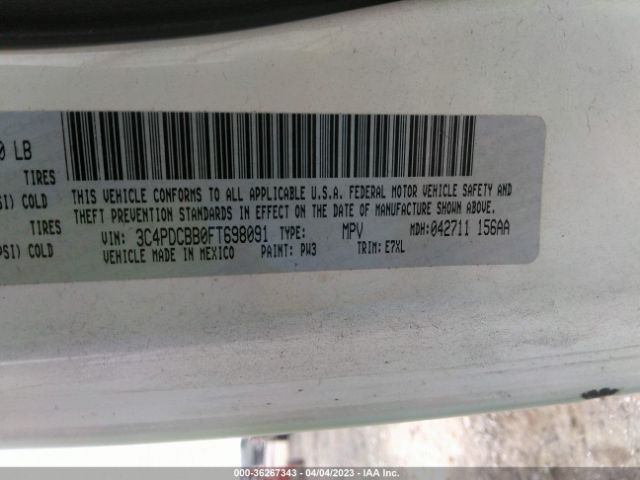 0 LB
TIRES
SI) COLD
TIRES
PSI) COLD
THIS VEHICLE CONFORMS TO ALL APPLICABLE U.S.A. FEDERAL MOTOR VEHICLE SAFETY AND
THEFT PREVENTION STANDARDS IN EFFECT ON THE DATE OF MANUFACTURE SHOWN ABOVE.
VIN: 3C4PDCBB0FT698091 TYPE: MPV MDH: 042711 156AA
VEHICLE MADE IN MEXICO PAINT: PW3 TRIM: E7XL
000-36267343 - 04/04/2023 - IAA Inc.